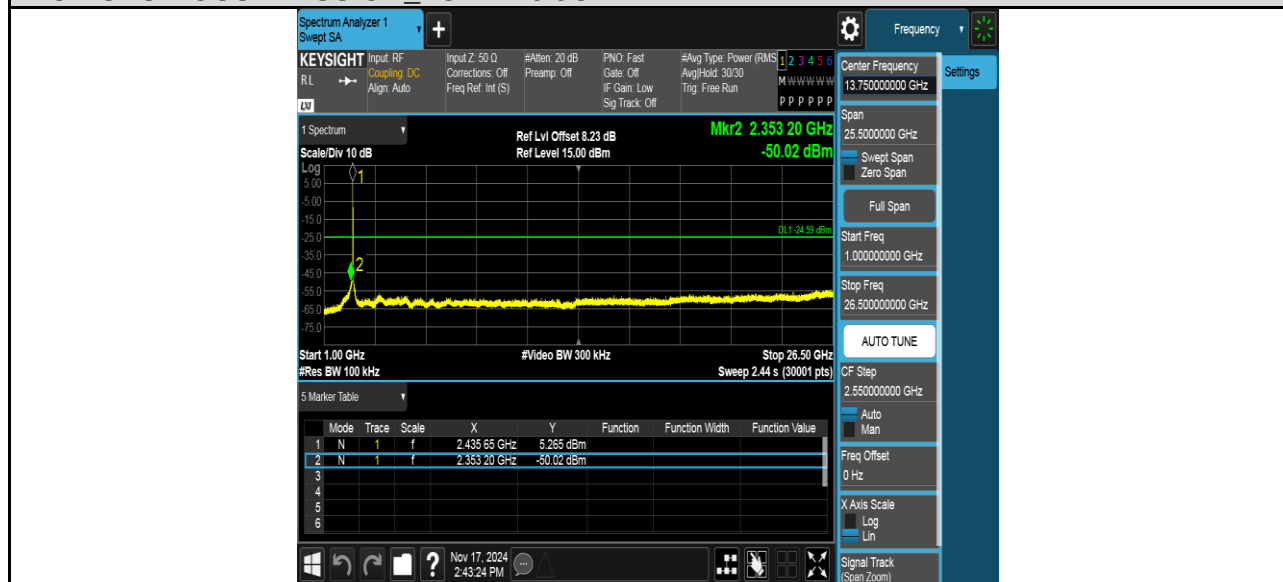 Spectrum Analyzer 1
Swept SA
+
Frequency
KEYSIGHT
Input: RF
Coupling: DC
Align: Auto
Input Z: 50 Ω
Corrections: Off
Freq Ref: Int (S)
#Atten: 20 dB
Preamp: Off
PNO: Fast
Gate: Off
IF Gain: Low
Sig Track: Off
#Avg Type: Power (RMS
Avg|Hold: 30/30
Trig: Free Run
1 2 3 4 5 6
M W W W W W
P P P P P P
RL
LXI
Center Frequency
13.750000000 GHz
Settings
Span
25.5000000 GHz
Swept Span
Zero Span
Full Span
Start Freq
1.000000000 GHz
Stop Freq
26.500000000 GHz
AUTO TUNE
CF Step
2.550000000 GHz
Auto
Man
Freq Offset
0 Hz
X Axis Scale
Log
Lin
Signal Track
(Span Zoom)
1 Spectrum
Scale/Div 10 dB
Ref Lvl Offset 8.23 dB
Ref Level 15.00 dBm
Mkr2 2.353 20 GHz
-50.02 dBm
Log
5.00
-5.00
-15.0
-25.0
-35.0
-45.0
-55.0
-65.0
-75.0
1
2
DL1 -24.59 dBm
Start 1.00 GHz
#Video BW 300 kHz
Stop 26.50 GHz
#Res BW 100 kHz
Sweep 2.44 s (30001 pts)
5 Marker Table
Mode Trace Scale X Y Function Function Width Function Value
1 N 1 f 2.435 65 GHz 5.265 dBm
2 N 1 f 2.353 20 GHz -50.02 dBm
3
4
5
6
?
Nov 17, 2024
2:43:24 PM